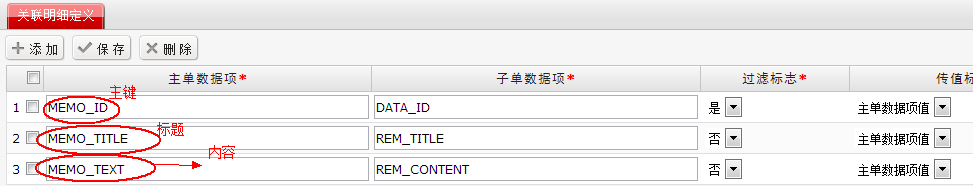 关联明细定义
添加 保存 删除
主单数据项* 子单数据项* 过滤标志* 传值标
主键
1 MEMO_ID DATA_ID 是 主单数据项值
标题
2 MEMO_TITLE REM_TITLE 否 主单数据项值
内容
3 MEMO_TEXT REM_CONTENT 否 主单数据项值